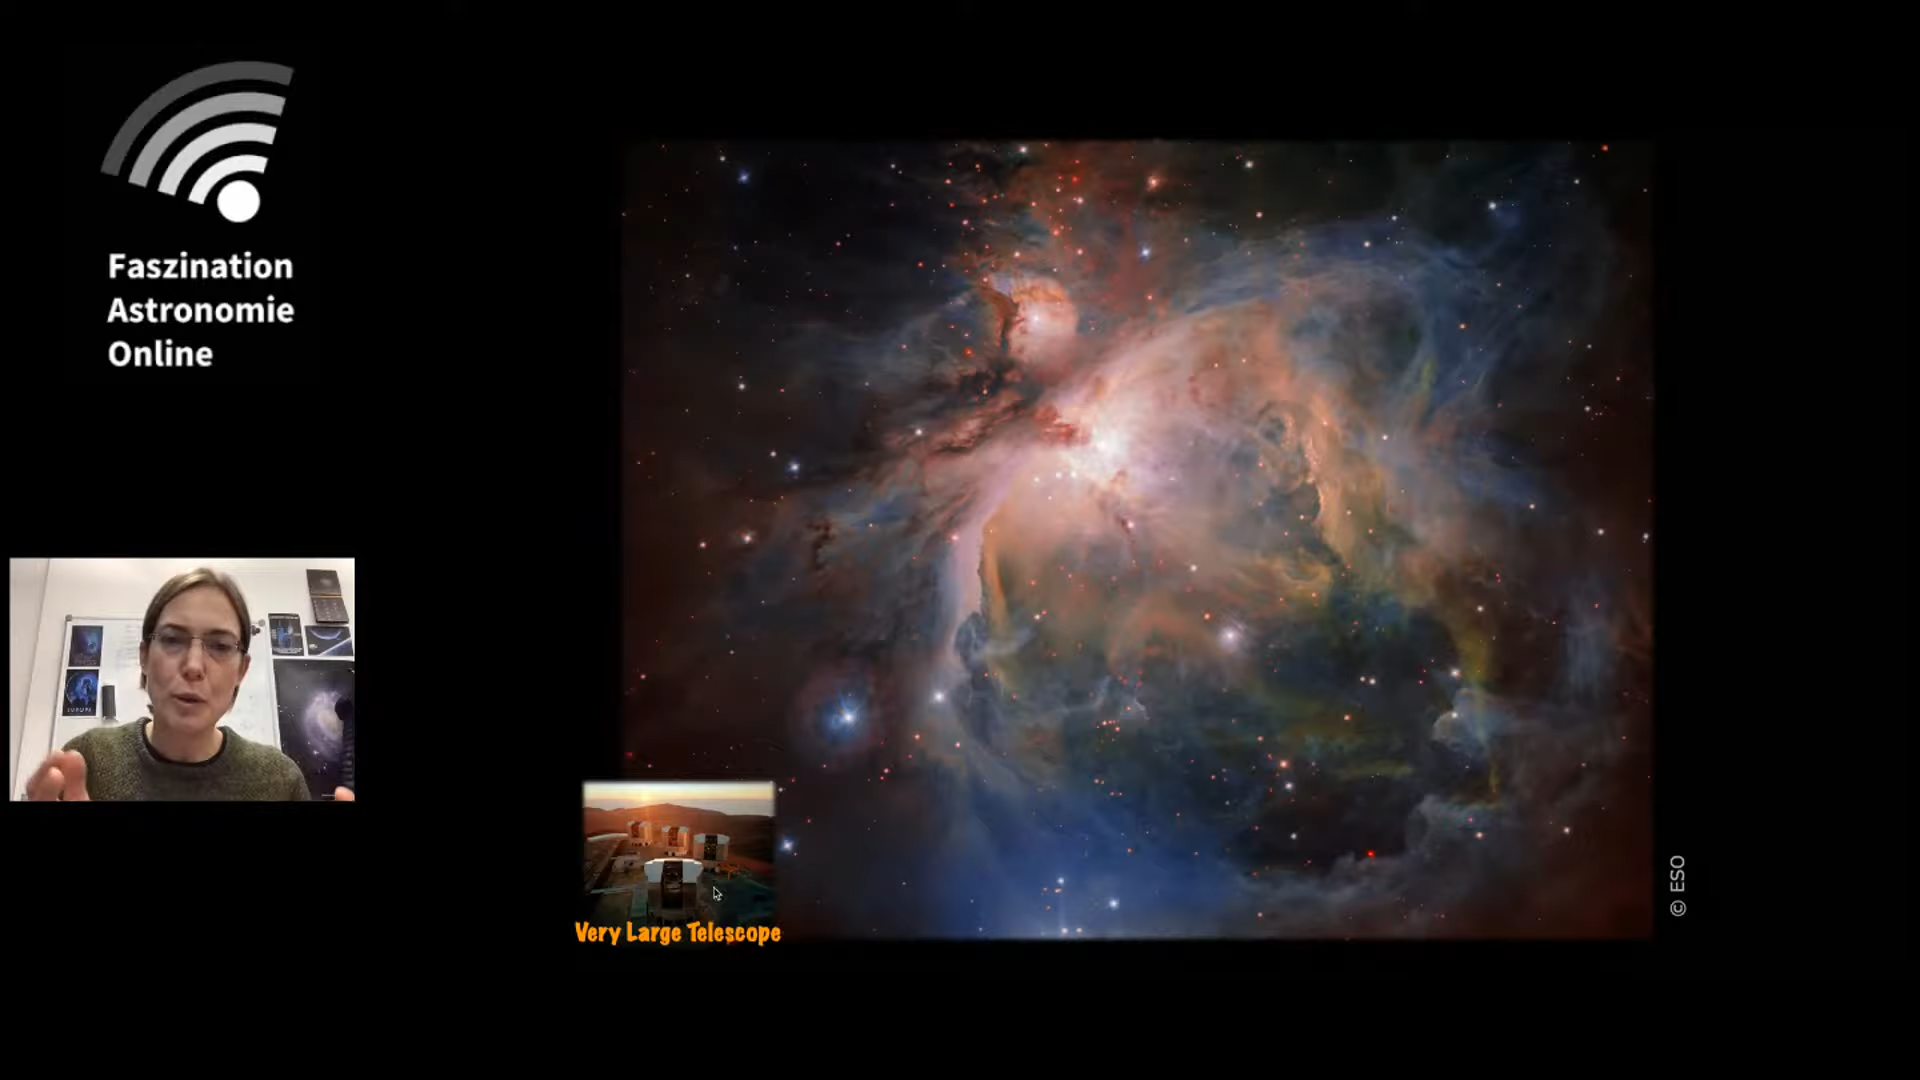 Faszination
Astronomie
Online
Very Large Telescope
© ESO